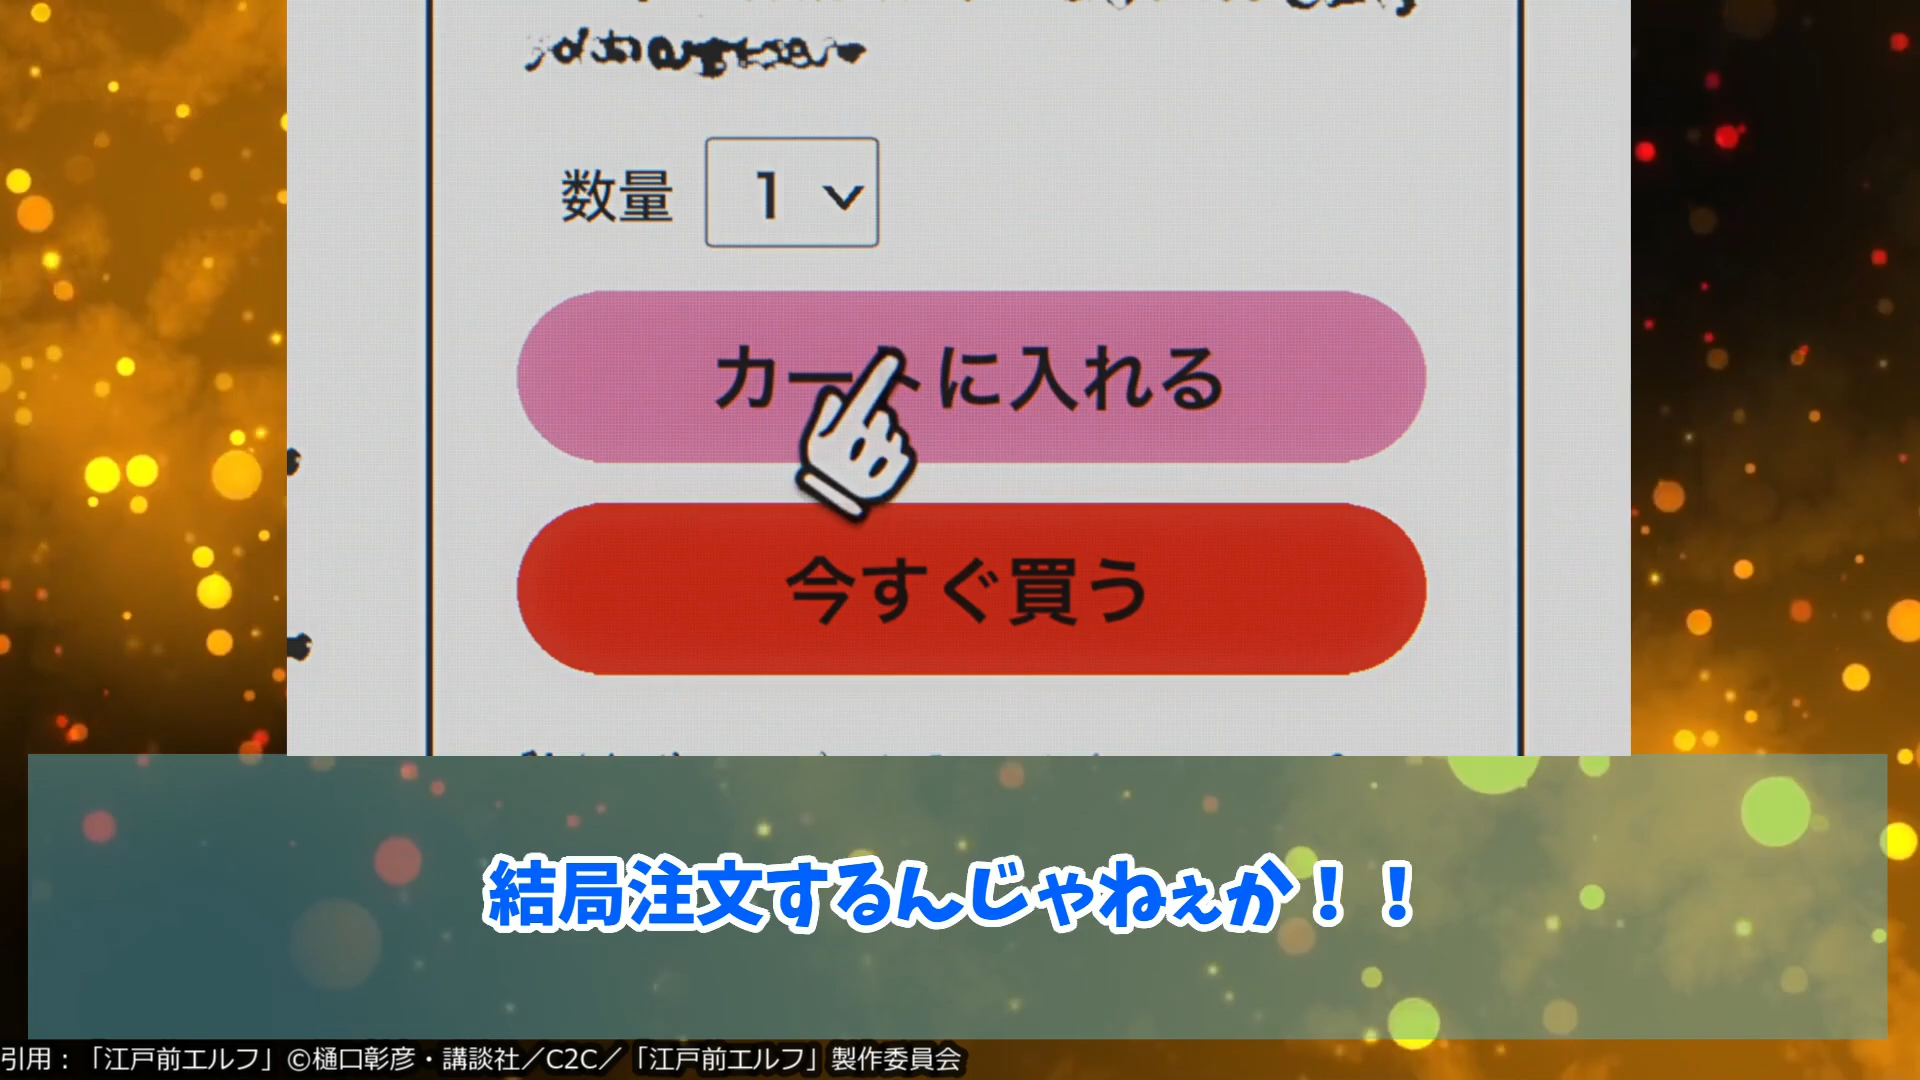 数量 1
カートに入れる
今すぐ買う
結局注文するんじゃねぇか！！
引用：「江戸前エルフ」©樋口彰彦・講談社／C2C／「江戸前エルフ」製作委員会